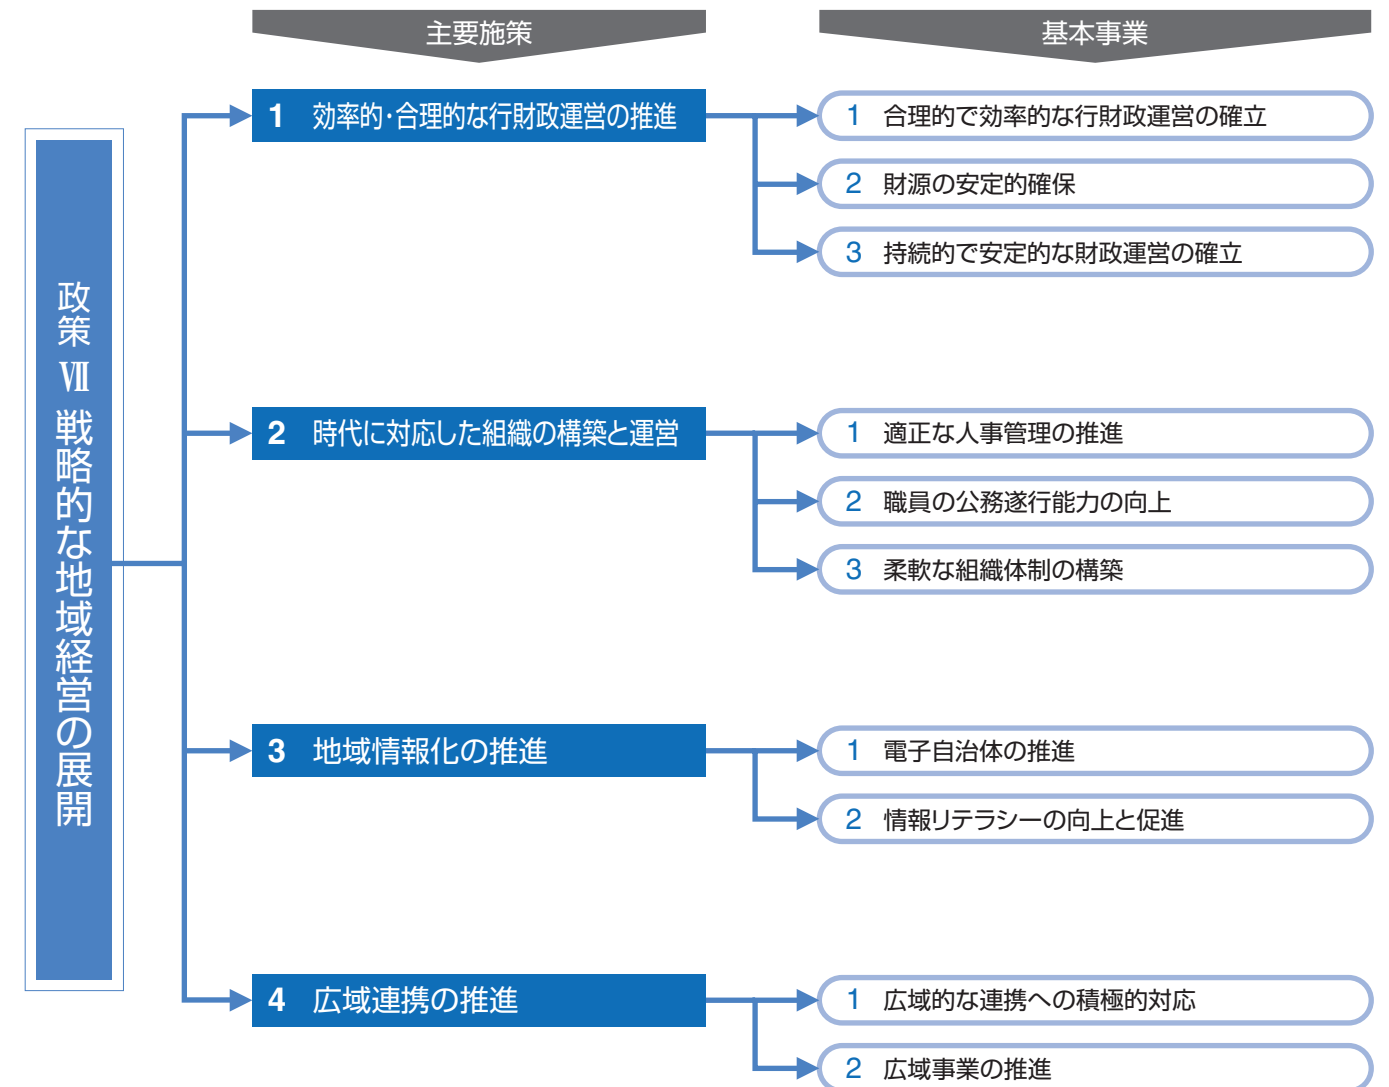 主要施策
基本事業
政策 Ⅶ 戦略的な地域経営の展開
1 効率的・合理的な行財政運営の推進
1 合理的で効率的な行財政運営の確立
2 財源の安定的確保
3 持続的で安定的な財政運営の確立
2 時代に対応した組織の構築と運営
1 適正な人事管理の推進
2 職員の公務遂行能力の向上
3 柔軟な組織体制の構築
3 地域情報化の推進
1 電子自治体の推進
2 情報リテラシーの向上と促進
4 広域連携の推進
1 広域的な連携への積極的対応
2 広域事業の推進